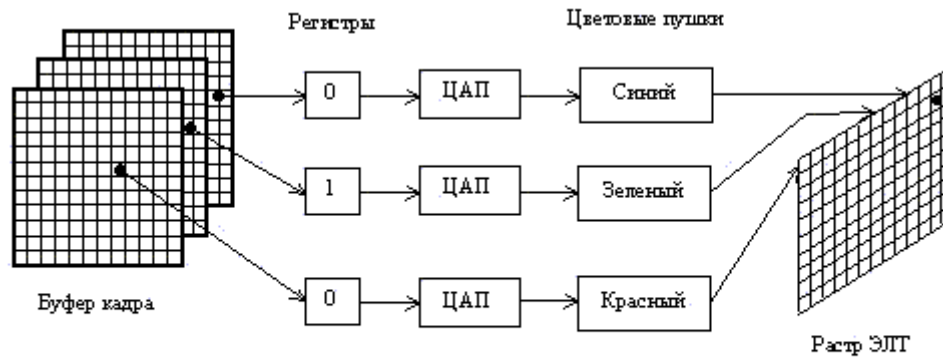 Регистры
Цветовые пушки
0
ЦАП
Синий
1
ЦАП
Зеленый
0
ЦАП
Красный
Буфер кадра
Растр ЭЛТ